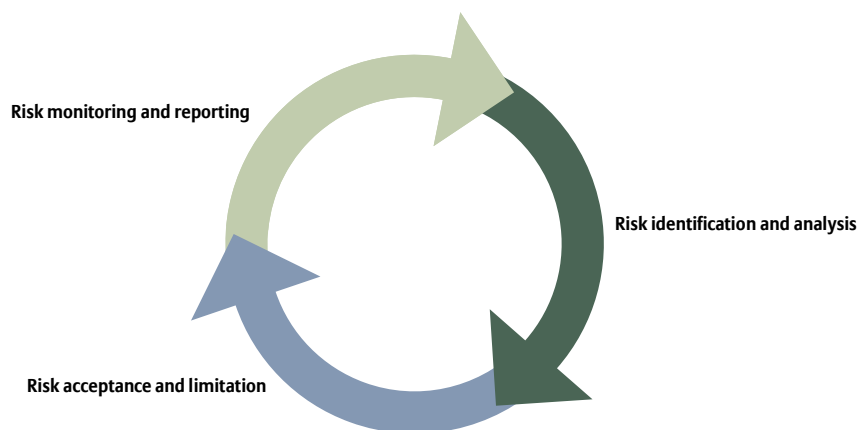 Risk monitoring and reporting
Risk identification and analysis
Risk acceptance and limitation